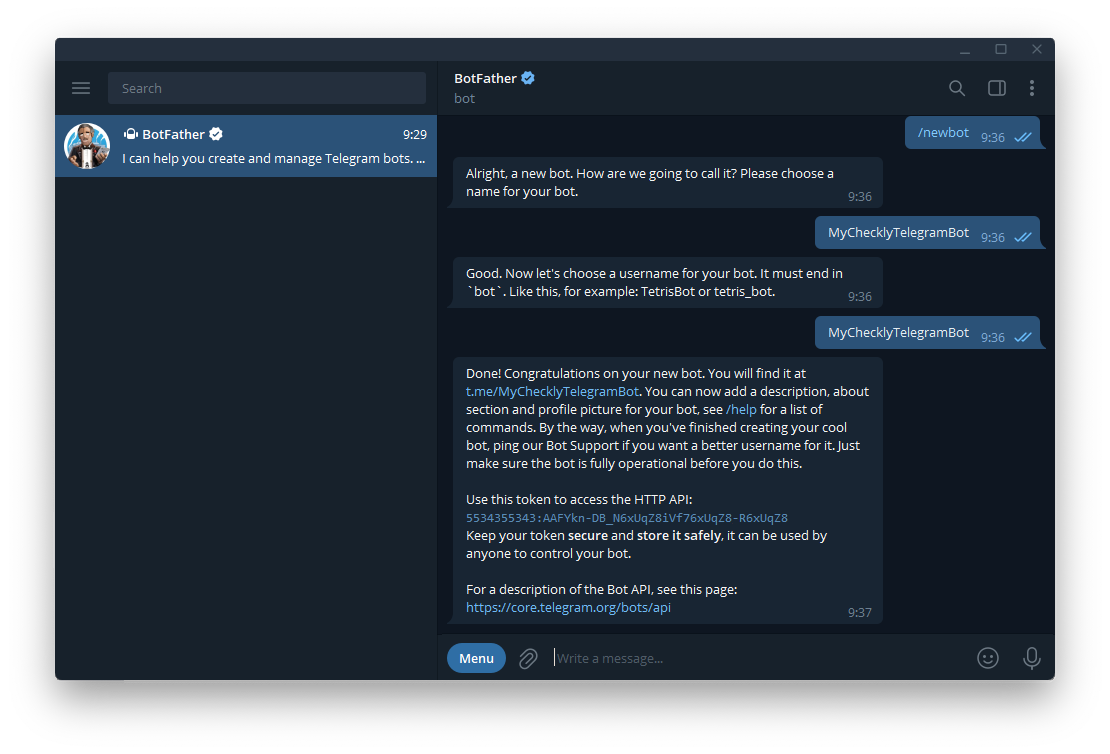 Search
BotFather
9:29
I can help you create and manage Telegram bots. ...
BotFather
bot
/newbot 9:36
Alright, a new bot. How are we going to call it? Please choose a
name for your bot.
9:36
MyChecklyTelegramBot 9:36
Good. Now let's choose a username for your bot. It must end in
`bot`. Like this, for example: TetrisBot or tetris_bot.
9:36
MyChecklyTelegramBot 9:36
Done! Congratulations on your new bot. You will find it at
t.me/MyChecklyTelegramBot. You can now add a description, about
section and profile picture for your bot, see /help for a list of
commands. By the way, when you've finished creating your cool
bot, ping our Bot Support if you want a better username for it. Just
make sure the bot is fully operational before you do this.
Use this token to access the HTTP API:
5534355343:AAFYkn-DB_N6xUqZ8iVf76xUqZ8-R6xUqZ8
Keep your token secure and store it safely, it can be used by
anyone to control your bot.
For a description of the Bot API, see this page:
https://core.telegram.org/bots/api
9:37
Menu
Write a message...